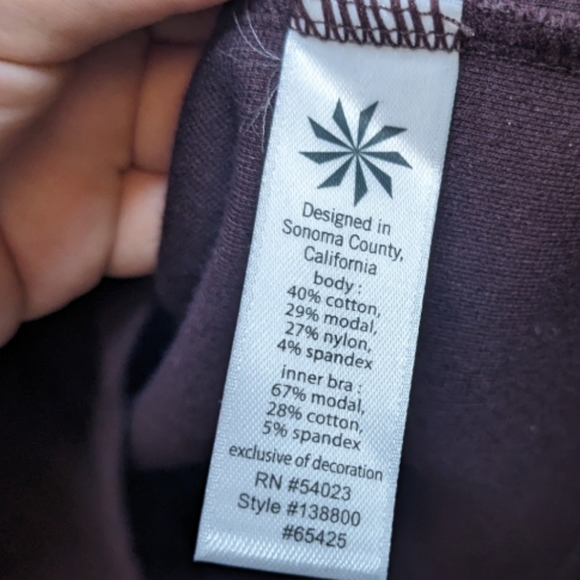 Designed in
Sonoma County,
California
body :
40% cotton,
29% modal,
27% nylon,
4% spandex
inner bra :
67% modal,
28% cotton,
5% spandex
exclusive of decoration
RN #54023
Style #138800
#65425